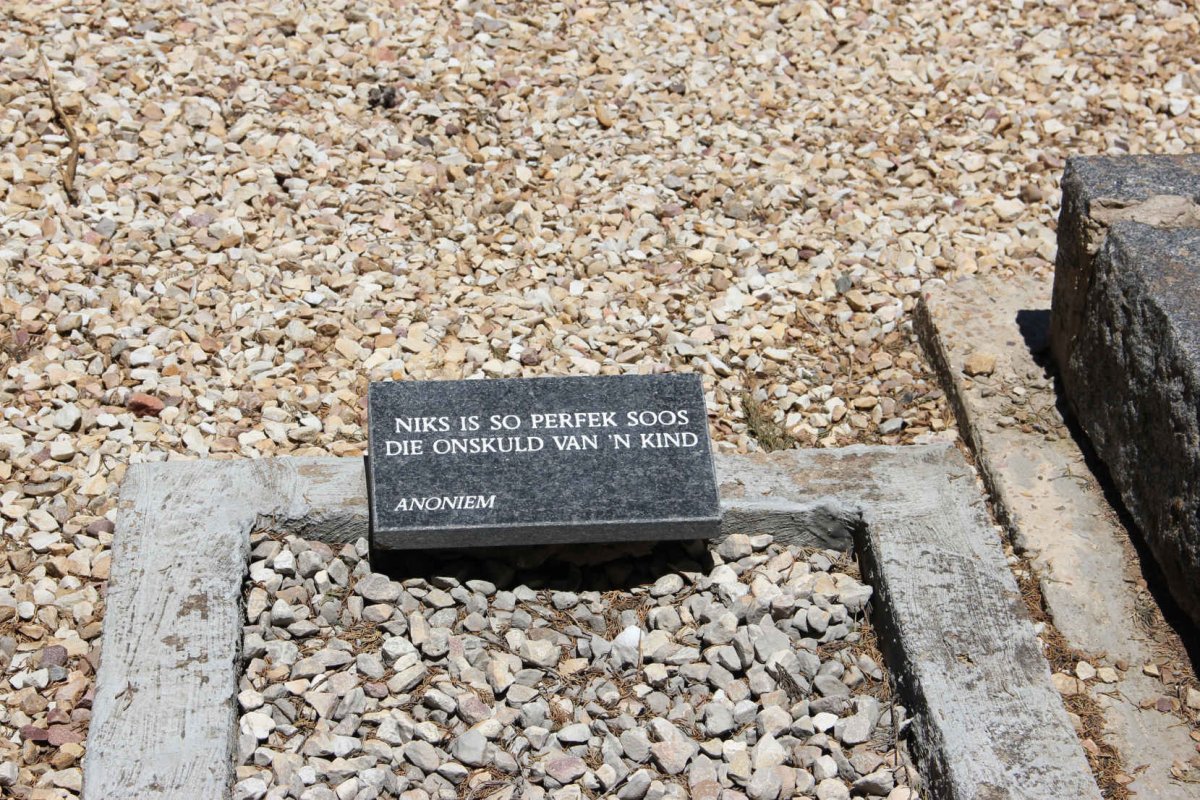 NIKS IS SO PERFEK SOOS
DIE ONSKULD VAN 'N KIND
ANONIEM